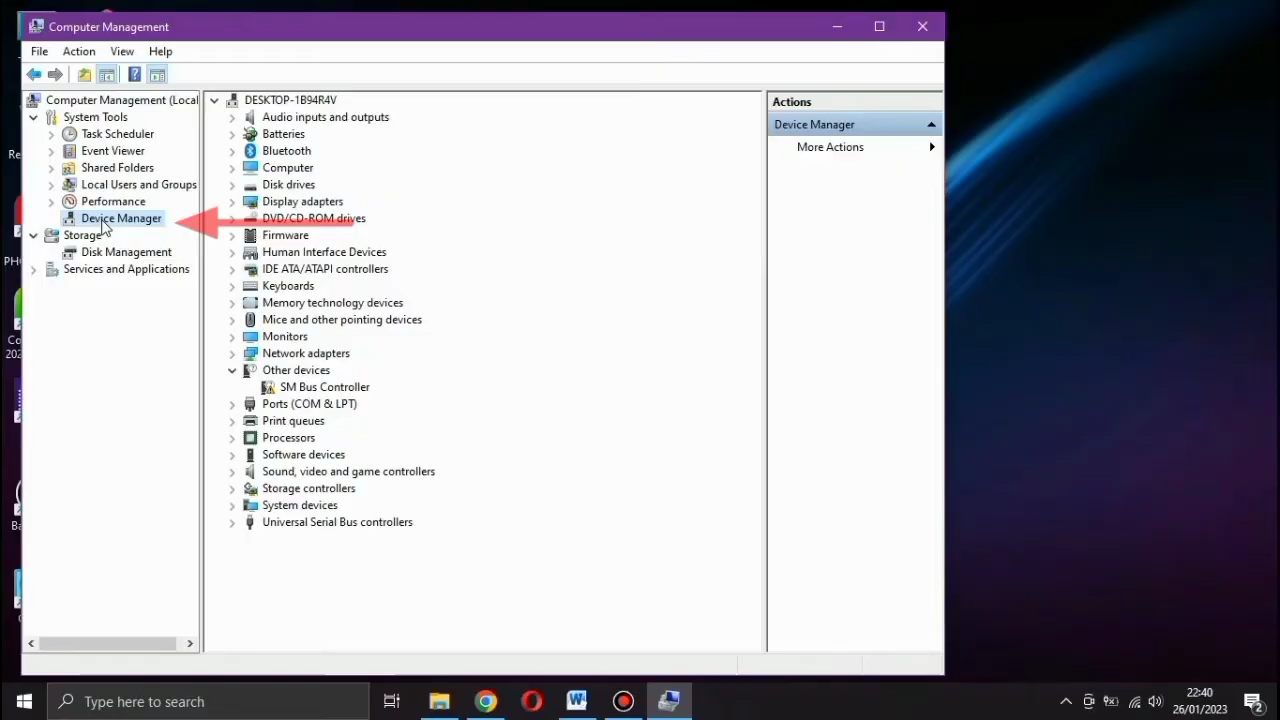 Computer Management
File Action View Help
Computer Management (Local
System Tools
Task Scheduler
Event Viewer
Shared Folders
Local Users and Groups
Performance
Device Manager
Storage
Disk Management
Services and Applications
DESKTOP-1B94R4V
Audio inputs and outputs
Batteries
Bluetooth
Computer
Disk drives
Display adapters
DVD/CD-ROM drives
Firmware
Human Interface Devices
IDE ATA/ATAPI controllers
Keyboards
Memory technology devices
Mice and other pointing devices
Monitors
Network adapters
Other devices
SM Bus Controller
Ports (COM & LPT)
Print queues
Processors
Software devices
Sound, video and game controllers
Storage controllers
System devices
Universal Serial Bus controllers
Actions
Device Manager
More Actions
Type here to search
22:40
26/01/2023
2